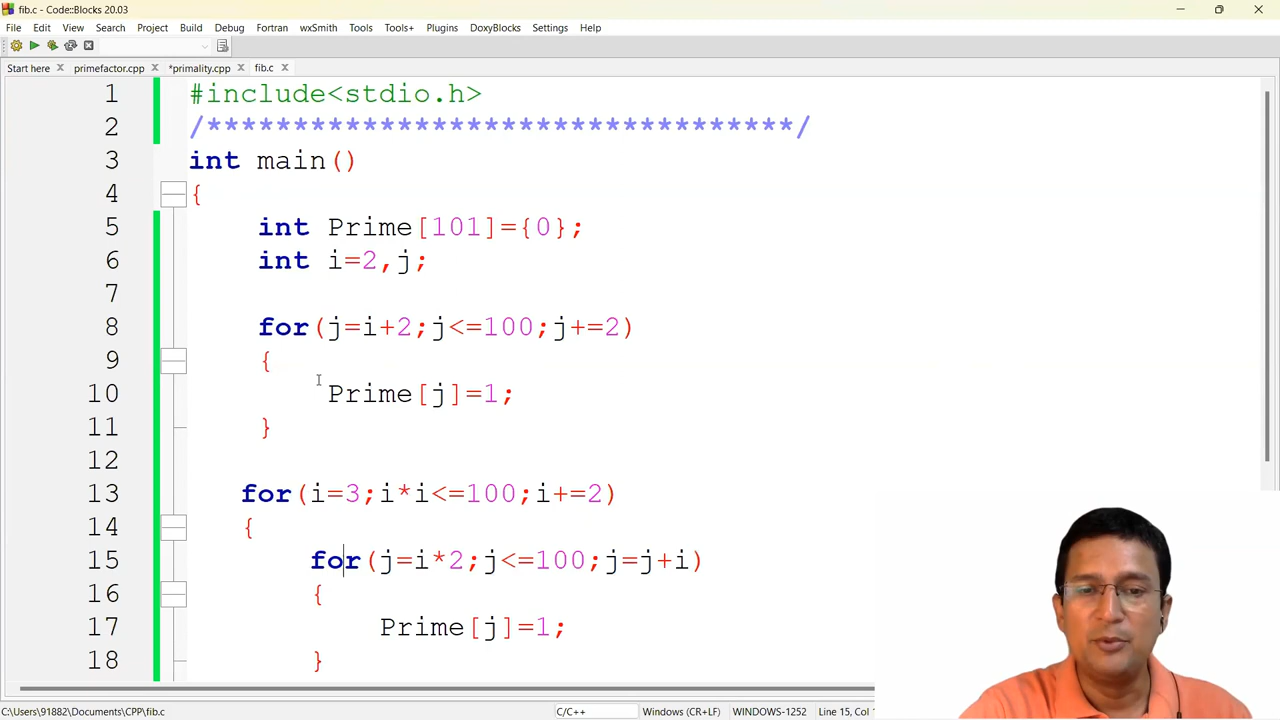 fib.c - Code::Blocks 20.03
File Edit View Search Project Build Debug Fortran wxSmith Tools Tools+ Plugins DoxyBlocks Settings Help
Start here primefactor.cpp *primality.cpp fib.c
1 #include<stdio.h>
2 /**********************************/
3 int main()
4 {
5 int Prime[101]={0};
6 int i=2,j;
7
8 for(j=i+2;j<=100;j+=2)
9 {
10 Prime[j]=1;
11 }
12
13 for(i=3;i*i<=100;i+=2)
14 {
15 for(j=i*2;j<=100;j=j+i)
16 {
17 Prime[j]=1;
18 }
C:\Users\91882\Documents\CPP\fib.c C/C++ Windows (CR+LF) WINDOWS-1252 Line 15, Col 1